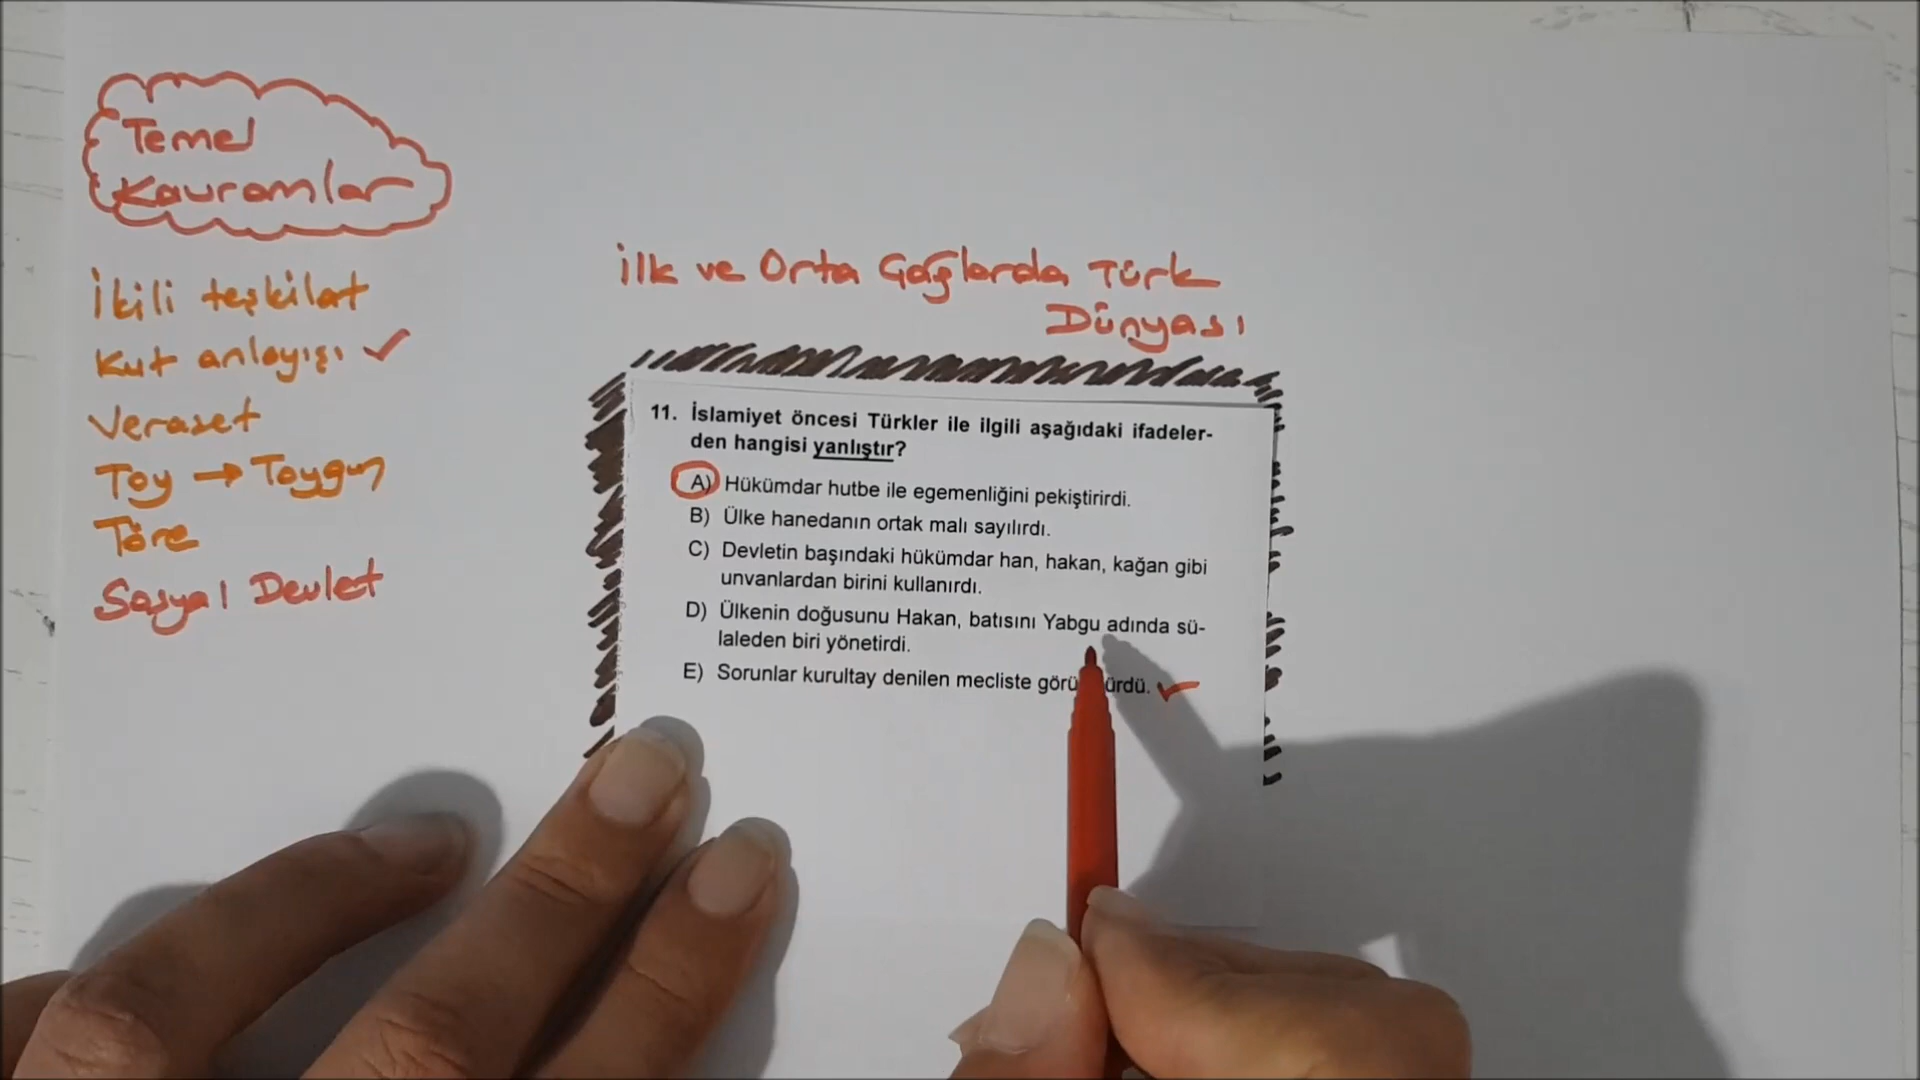 Temel
Kavramlar
İkili teşkilat
Kut anlayışı ✓
Veraset
Toy → Toygun
Töre
Sosyal Devlet
İlk ve Orta Çağlarda Türk
Dünyası
11. İslamiyet öncesi Türkler ile ilgili aşağıdaki ifadeler-
den hangisi yanlıştır?
A) Hükümdar hutbe ile egemenliğini pekiştirirdi.
B) Ülke hanedanın ortak malı sayılırdı.
C) Devletin başındaki hükümdar han, hakan, kağan gibi
unvanlardan birini kullanırdı.
D) Ülkenin doğusunu Hakan, batısını Yabgu adında sü-
laleden biri yönetirdi.
E) Sorunlar kurultay denilen mecliste ✓